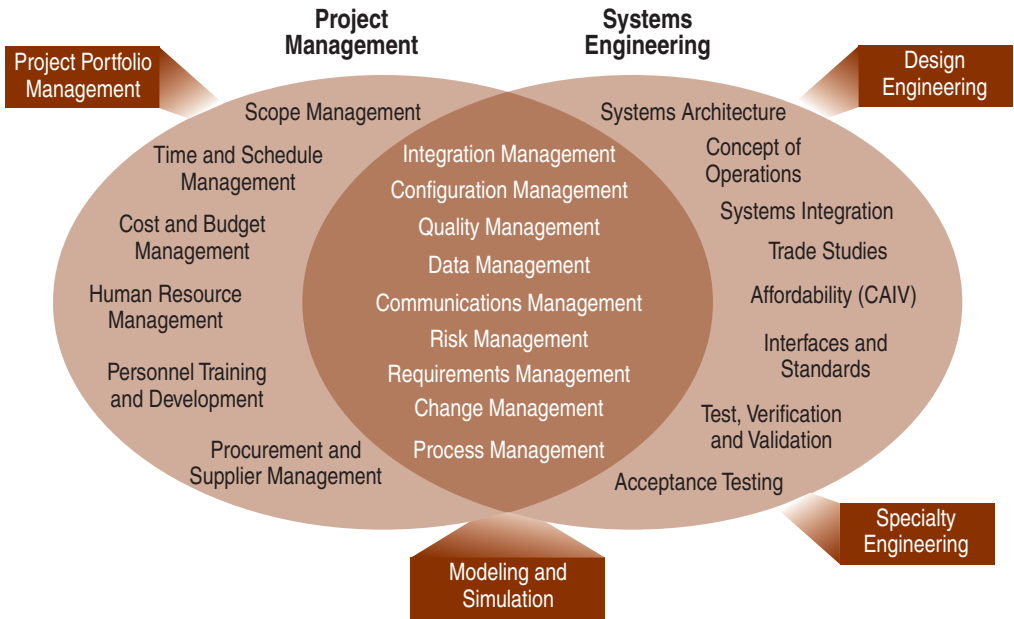 Project
Management
Systems
Engineering
Project Portfolio
Management
Design
Engineering
Scope Management
Time and Schedule
Management
Cost and Budget
Management
Human Resource
Management
Personnel Training
and Development
Procurement and
Supplier Management
Integration Management
Configuration Management
Quality Management
Data Management
Communications Management
Risk Management
Requirements Management
Change Management
Process Management
Systems Architecture
Concept of
Operations
Systems Integration
Trade Studies
Affordability (CAIV)
Interfaces and
Standards
Test, Verification
and Validation
Acceptance Testing
Specialty
Engineering
Modeling and
Simulation